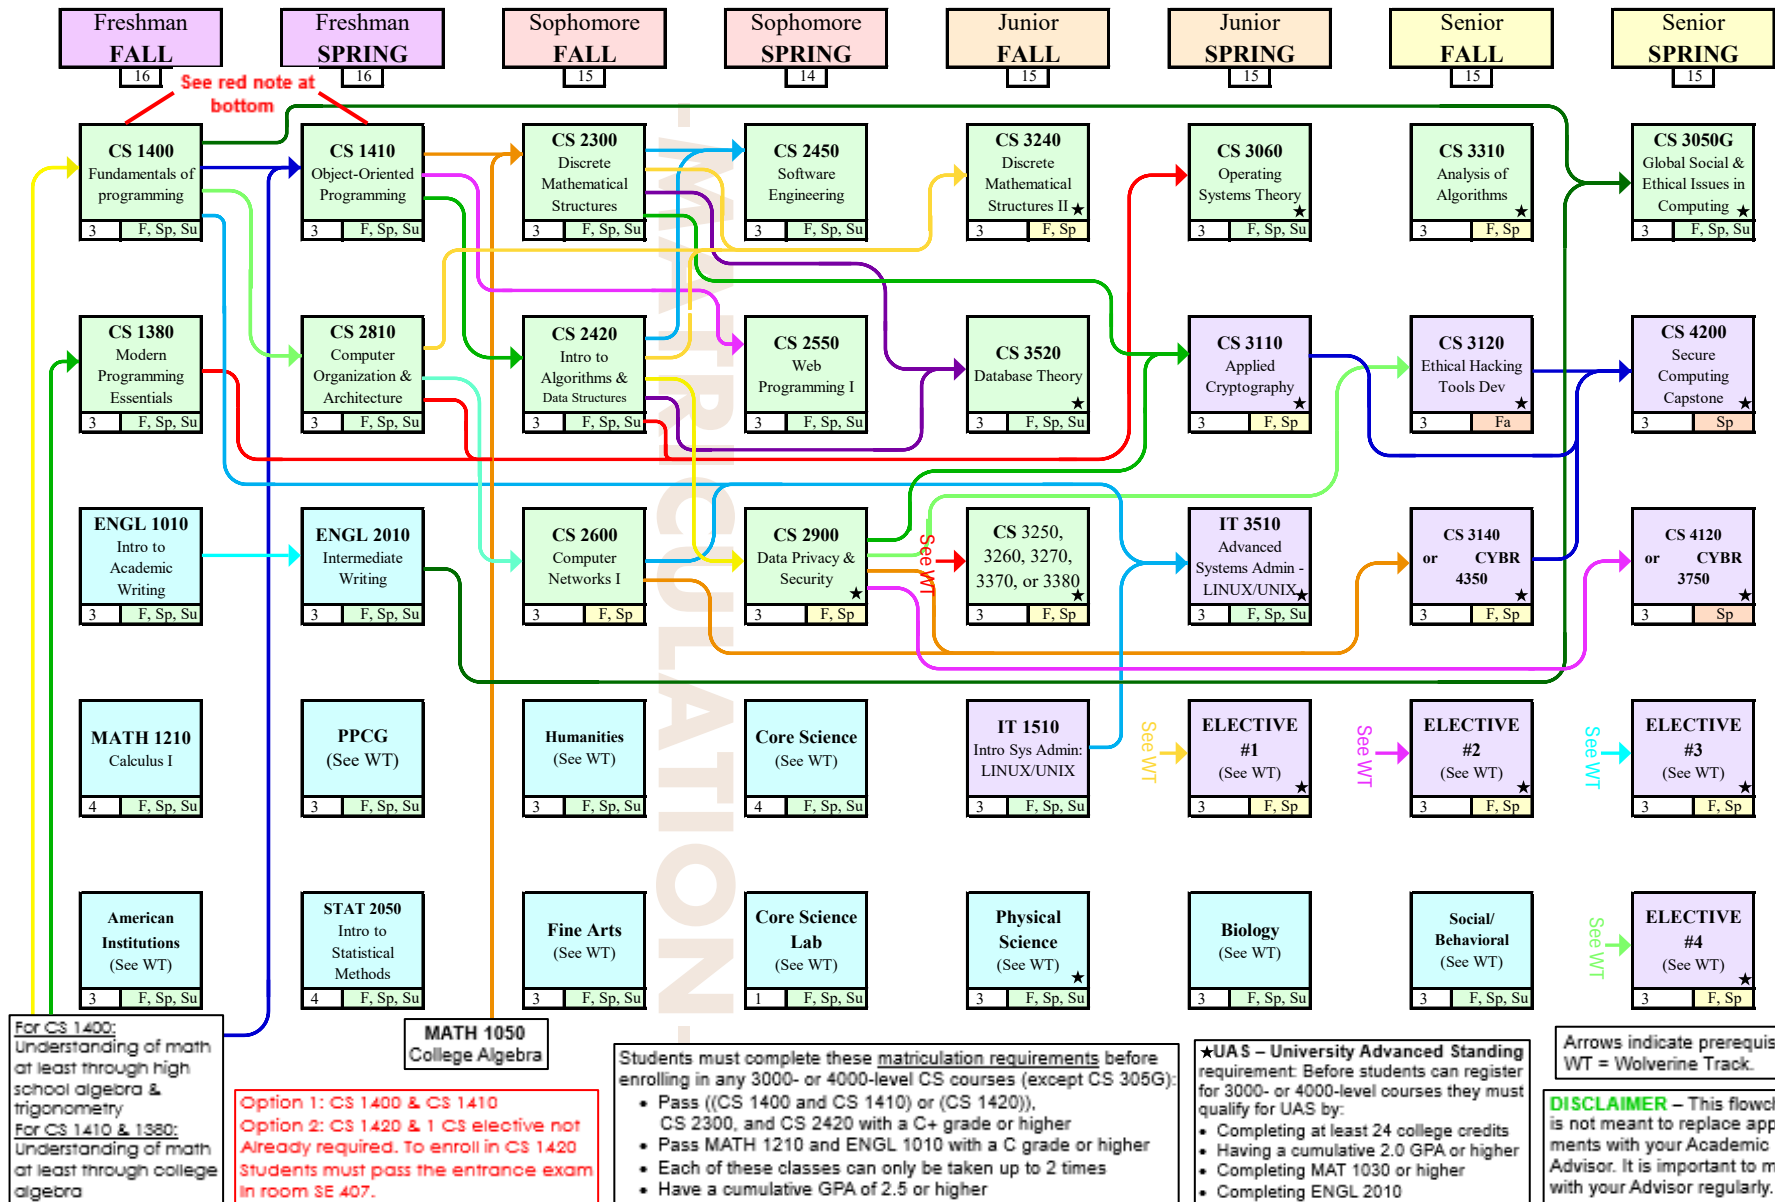 Freshman
FALL
16
Freshman
SPRING
16
Sophomore
FALL
15
Sophomore
SPRING
14
Junior
FALL
15
Junior
SPRING
15
Senior
FALL
15
Senior
SPRING
15
See red note at
bottom
-MATRICULATION-
CS 1400
Fundamentals of
programming
3 F, Sp, Su
CS 1410
Object-Oriented
Programming
3 F, Sp, Su
CS 2300
Discrete
Mathematical
Structures
3 F, Sp, Su
CS 2450
Software
Engineering
3 F, Sp, Su
CS 3240
Discrete
Mathematical
Structures II ★
3 F, Sp
CS 3060
Operating
Systems Theory ★
3 F, Sp, Su
CS 3310
Analysis of
Algorithms ★
3 F, Sp
CS 3050G
Global Social &
Ethical Issues in
Computing ★
3 F, Sp, Su
CS 1380
Modern
Programming
Essentials
3 F, Sp, Su
CS 2810
Computer
Organization &
Architecture
3 F, Sp, Su
CS 2420
Intro to
Algorithms &
Data Structures
3 F, Sp, Su
CS 2550
Web
Programming I
3 F, Sp, Su
CS 3520
Database Theory
★
3 F, Sp, Su
CS 3110
Applied
Cryptography ★
3 F, Sp
CS 3120
Ethical Hacking
Tools Dev ★
3 Fa
CS 4200
Secure
Computing
Capstone ★
3 Sp
ENGL 1010
Intro to
Academic
Writing
3 F, Sp, Su
ENGL 2010
Intermediate
Writing
3 F, Sp, Su
CS 2600
Computer
Networks I
3 F, Sp
CS 2900
Data Privacy &
Security
★
3 F, Sp
See WT
CS 3250,
3260, 3270,
3370, or 3380
★
3 F, Sp
IT 3510
Advanced
Systems Admin -
LINUX/UNIX ★
3 F, Sp, Su
CS 3140
or CYBR
4350 ★
3 F, Sp
CS 4120
or CYBR
3750 ★
3 Sp
MATH 1210
Calculus I
4 F, Sp, Su
PPCG
(See WT)
3 F, Sp, Su
Humanities
(See WT)
3 F, Sp, Su
Core Science
(See WT)
4 F, Sp, Su
IT 1510
Intro Sys Admin:
LINUX/UNIX
3 F, Sp, Su
See WT
ELECTIVE
#1
(See WT) ★
3 F, Sp
See WT
ELECTIVE
#2
(See WT) ★
3 F, Sp
See WT
ELECTIVE
#3
(See WT) ★
3 F, Sp
American
Institutions
(See WT)
3 F, Sp, Su
STAT 2050
Intro to
Statistical
Methods
4 F, Sp, Su
Fine Arts
(See WT)
3 F, Sp, Su
Core Science
Lab
(See WT)
1 F, Sp, Su
Physical
Science
(See WT) ★
3 F, Sp, Su
Biology
(See WT)
3 F, Sp, Su
Social/
Behavioral
(See WT)
3 F, Sp, Su
See WT
ELECTIVE
#4
(See WT) ★
3 F, Sp
For CS 1400:
Understanding of math
at least through high
school algebra &
trigonometry
For CS 1410 & 1380:
Understanding of math
at least through college
algebra
MATH 1050
College Algebra
Option 1: CS 1400 & CS 1410
Option 2: CS 1420 & 1 CS elective not
Already required. To enroll in CS 1420
Students must pass the entrance exam
In room SE 407.
Students must complete these matriculation requirements before
enrolling in any 3000- or 4000-level CS courses (except CS 305G):
• Pass ((CS 1400 and CS 1410) or (CS 1420)),
CS 2300, and CS 2420 with a C+ grade or higher
• Pass MATH 1210 and ENGL 1010 with a C grade or higher
• Each of these classes can only be taken up to 2 times
• Have a cumulative GPA of 2.5 or higher
★UAS – University Advanced Standing
requirement: Before students can register
for 3000- or 4000-level courses they must
qualify for UAS by:
• Completing at least 24 college credits
• Having a cumulative 2.0 GPA or higher
• Completing MAT 1030 or higher
• Completing ENGL 2010
Arrows indicate prerequis
WT = Wolverine Track.
DISCLAIMER – This flowch
is not meant to replace app
ments with your Academic
Advisor. It is important to m
with your Advisor regularly.